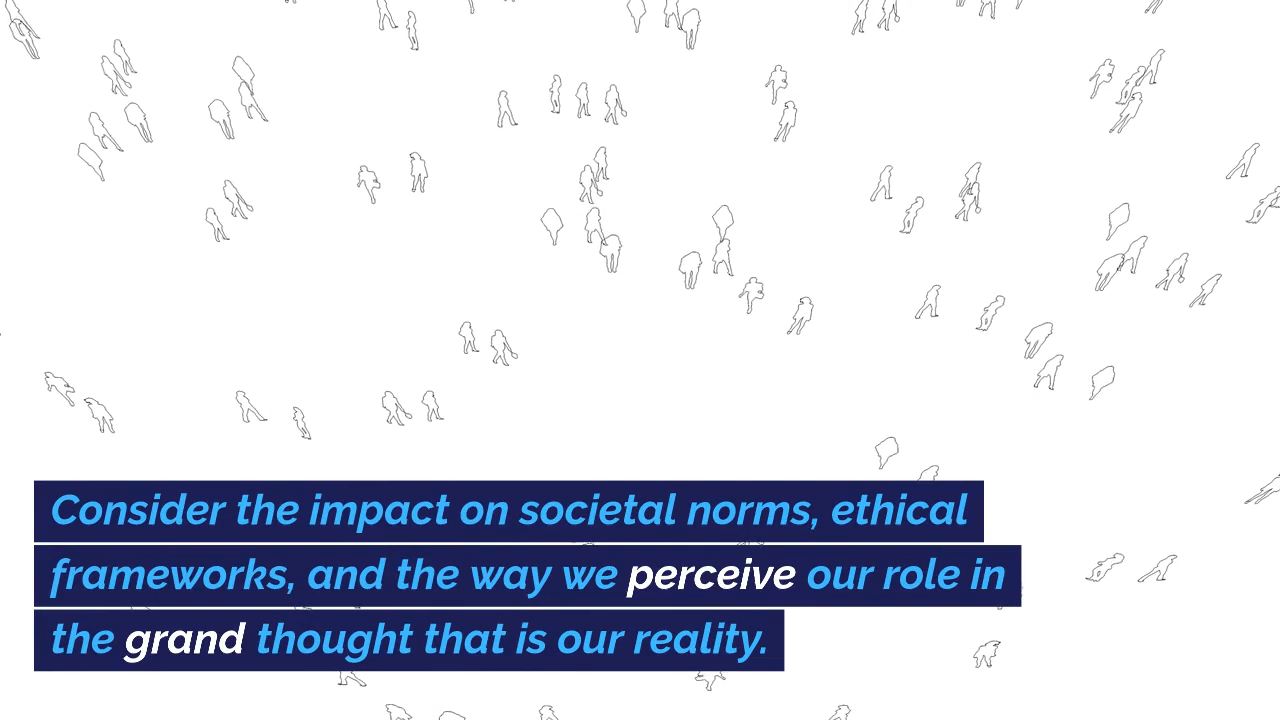 Consider the impact on societal norms, ethical
frameworks, and the way we perceive our role in
the grand thought that is our reality.